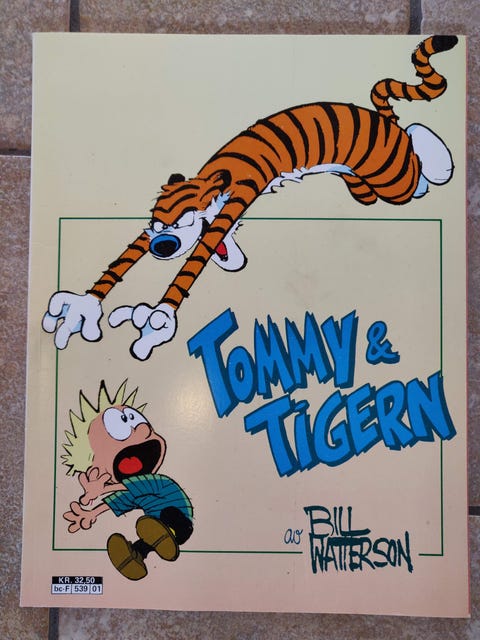 TOMMY &
TIGERN
av BILL
WATTERSON
KR. 32,50
bc-F 539 01